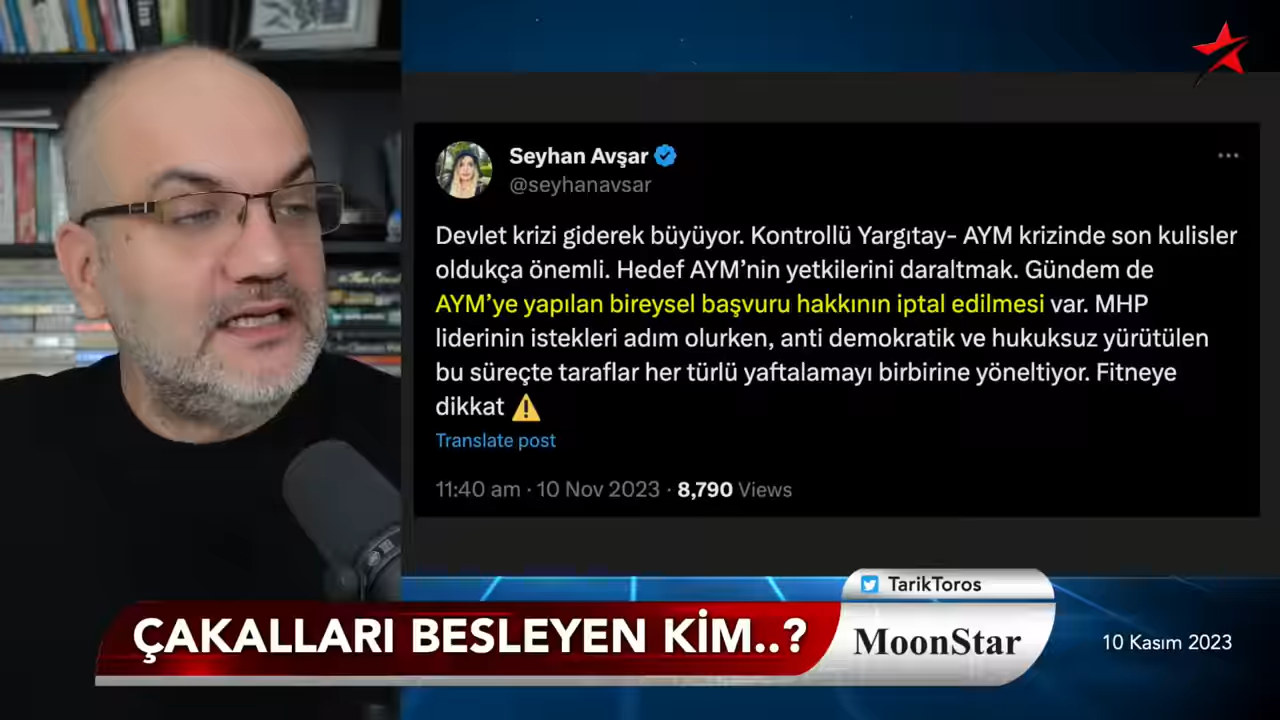 Seyhan Avşar
@seyhanavsar
Devlet krizi giderek büyüyor. Kontrollü Yargıtay- AYM krizinde son kulisler
oldukça önemli. Hedef AYM’nin yetkilerini daraltmak. Gündem de
AYM’ye yapılan bireysel başvuru hakkının iptal edilmesi var. MHP
liderinin istekleri adım olurken, anti demokratik ve hukuksuz yürütülen
bu süreçte taraflar her türlü yaftalamayı birbirine yöneltiyor. Fitneye
dikkat ⚠️
Translate post
11:40 am · 10 Nov 2023 · 8,790 Views
TarikToros
ÇAKALLARI BESLEYEN KİM..?
MoonStar
10 Kasım 2023